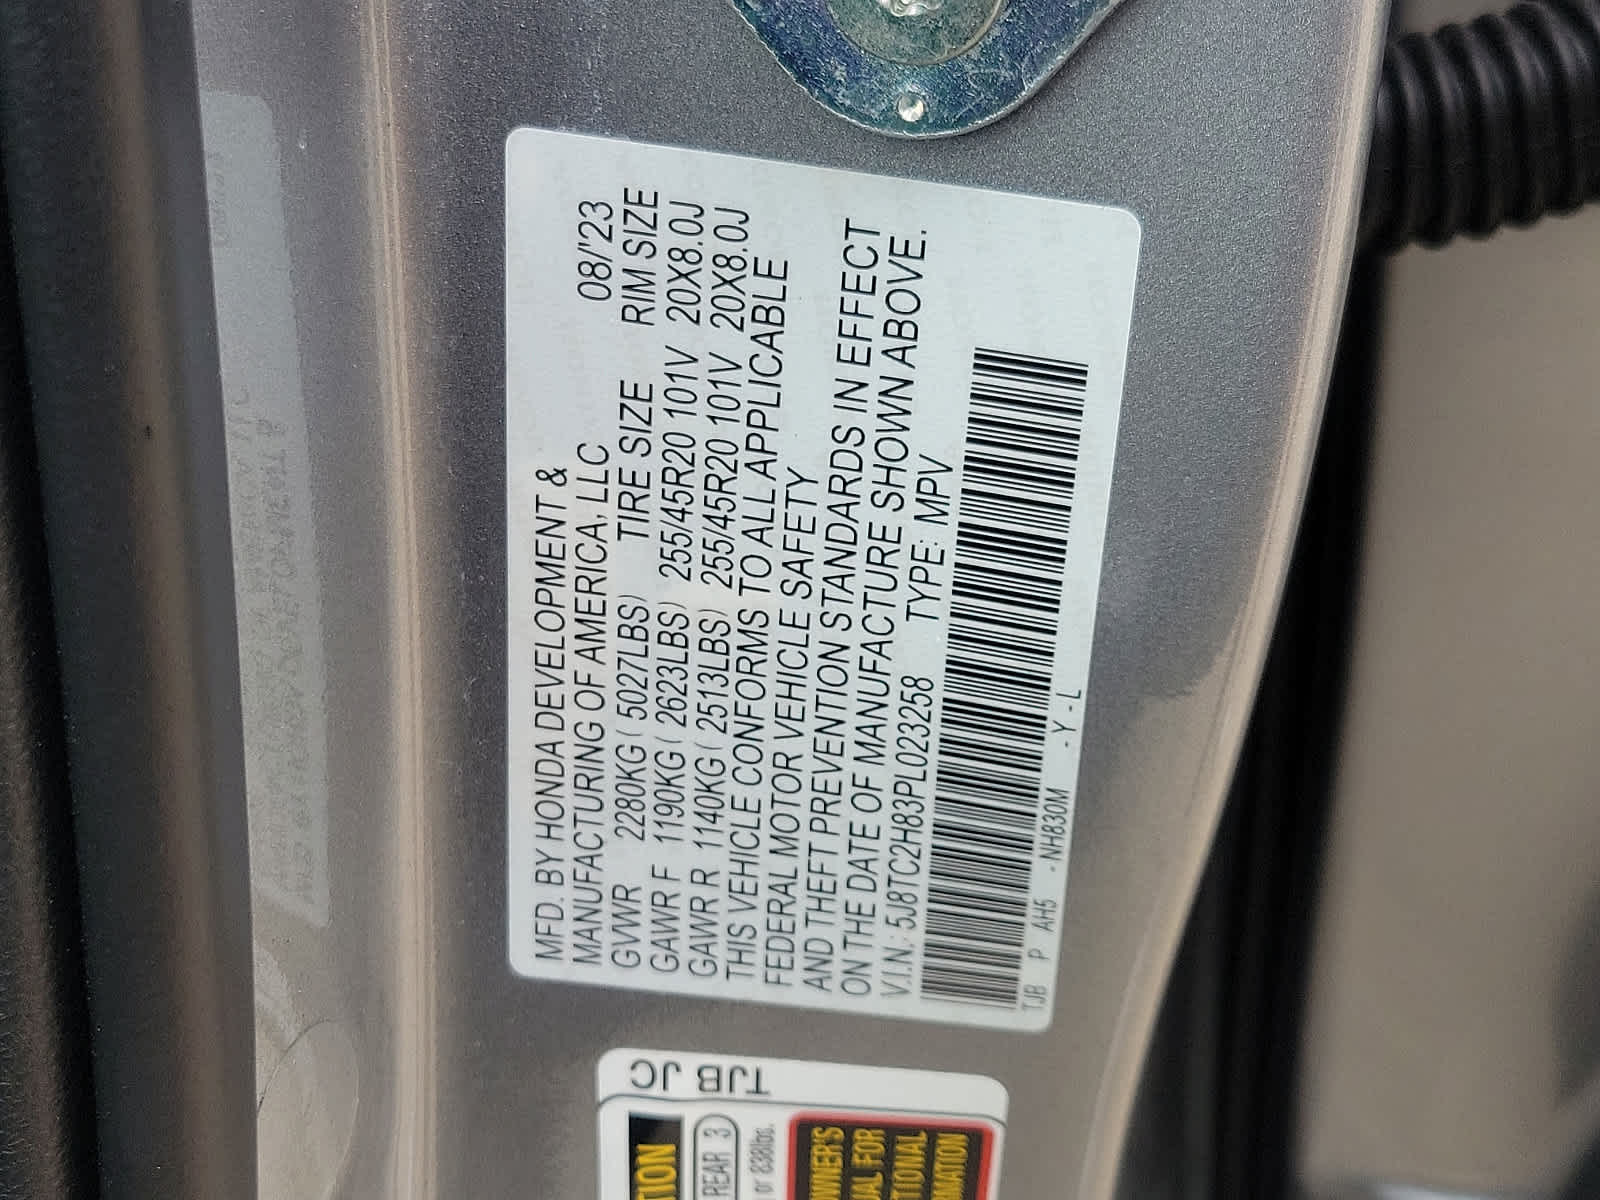 MFD. BY HONDA DEVELOPMENT &
MANUFACTURING OF AMERICA, LLC 08/'23
GVWR 2280KG ( 5027LBS) TIRE SIZE RIM SIZE
GAWR F 1190KG ( 2623LBS) 255/45R20 101V 20X8.0J
GAWR R 1140KG ( 2513LBS) 255/45R20 101V 20X8.0J
THIS VEHICLE CONFORMS TO ALL APPLICABLE
FEDERAL MOTOR VEHICLE SAFETY
AND THEFT PREVENTION STANDARDS IN EFFECT
ON THE DATE OF MANUFACTURE SHOWN ABOVE.
V.I.N.: 5J8TC2H83PL023258 TYPE: MPV
TJB P AH5 -NH830M -Y -L
TJB JC
REAR 3
or 838lbs.